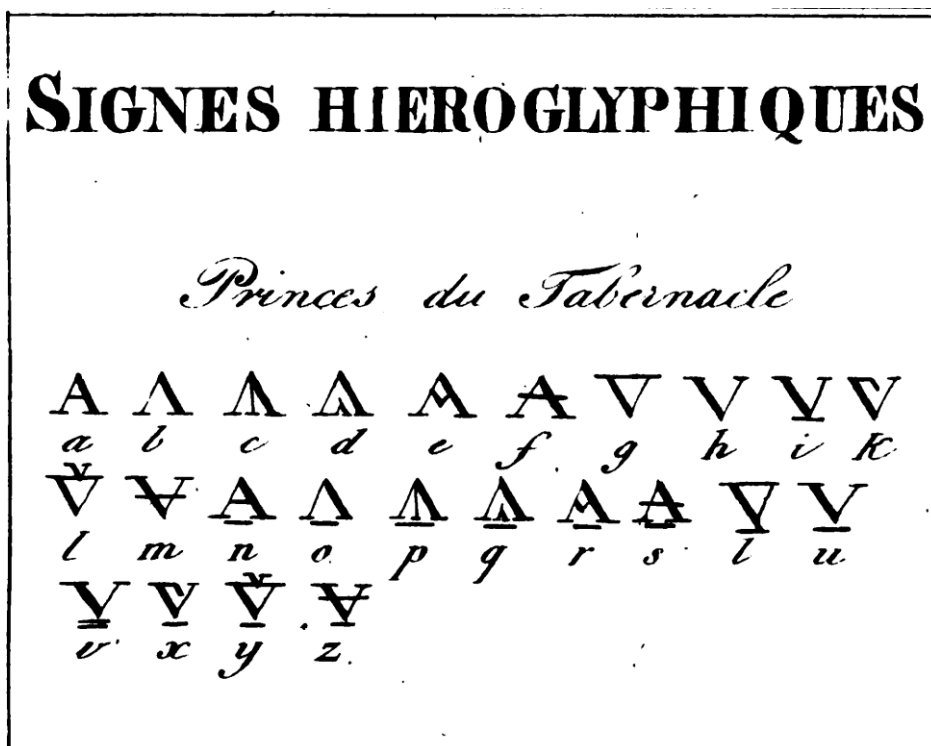 SIGNES HIEROGLYPHIQUES
Princes du Tabernacle
a b c d e f g h i K
l m n o p q r s l u
v x y z